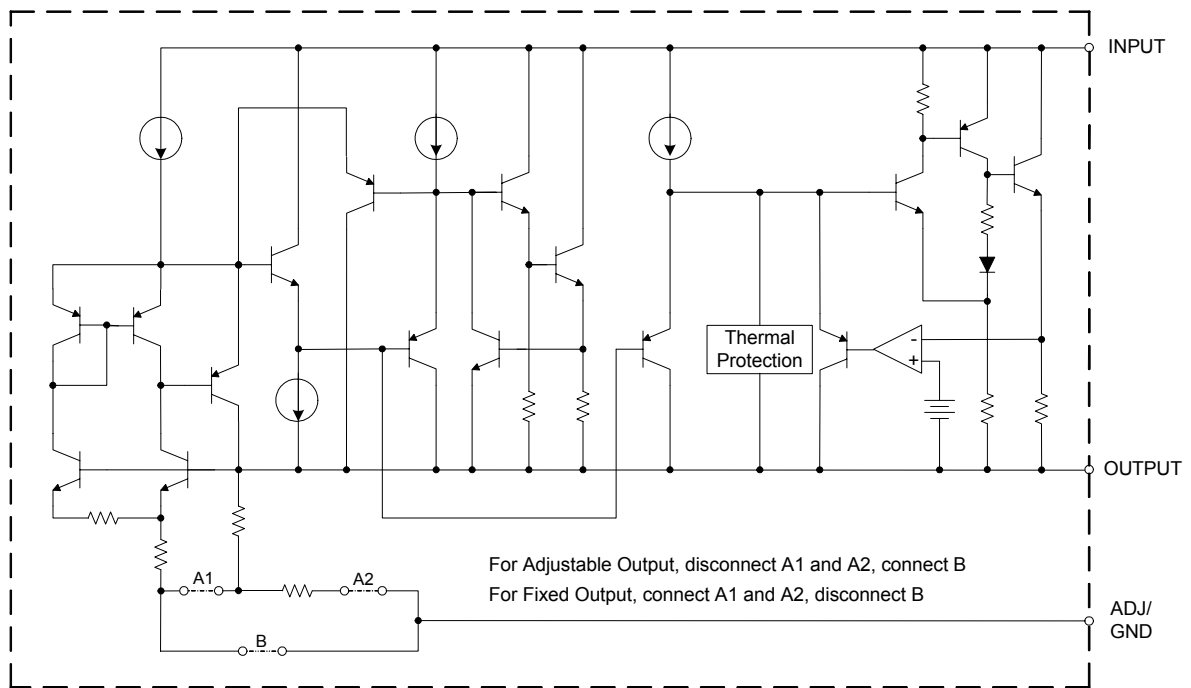 INPUT
Thermal
Protection
-
+
OUTPUT
For Adjustable Output, disconnect A1 and A2, connect B
For Fixed Output, connect A1 and A2, disconnect B
A1
A2
B
ADJ/
GND